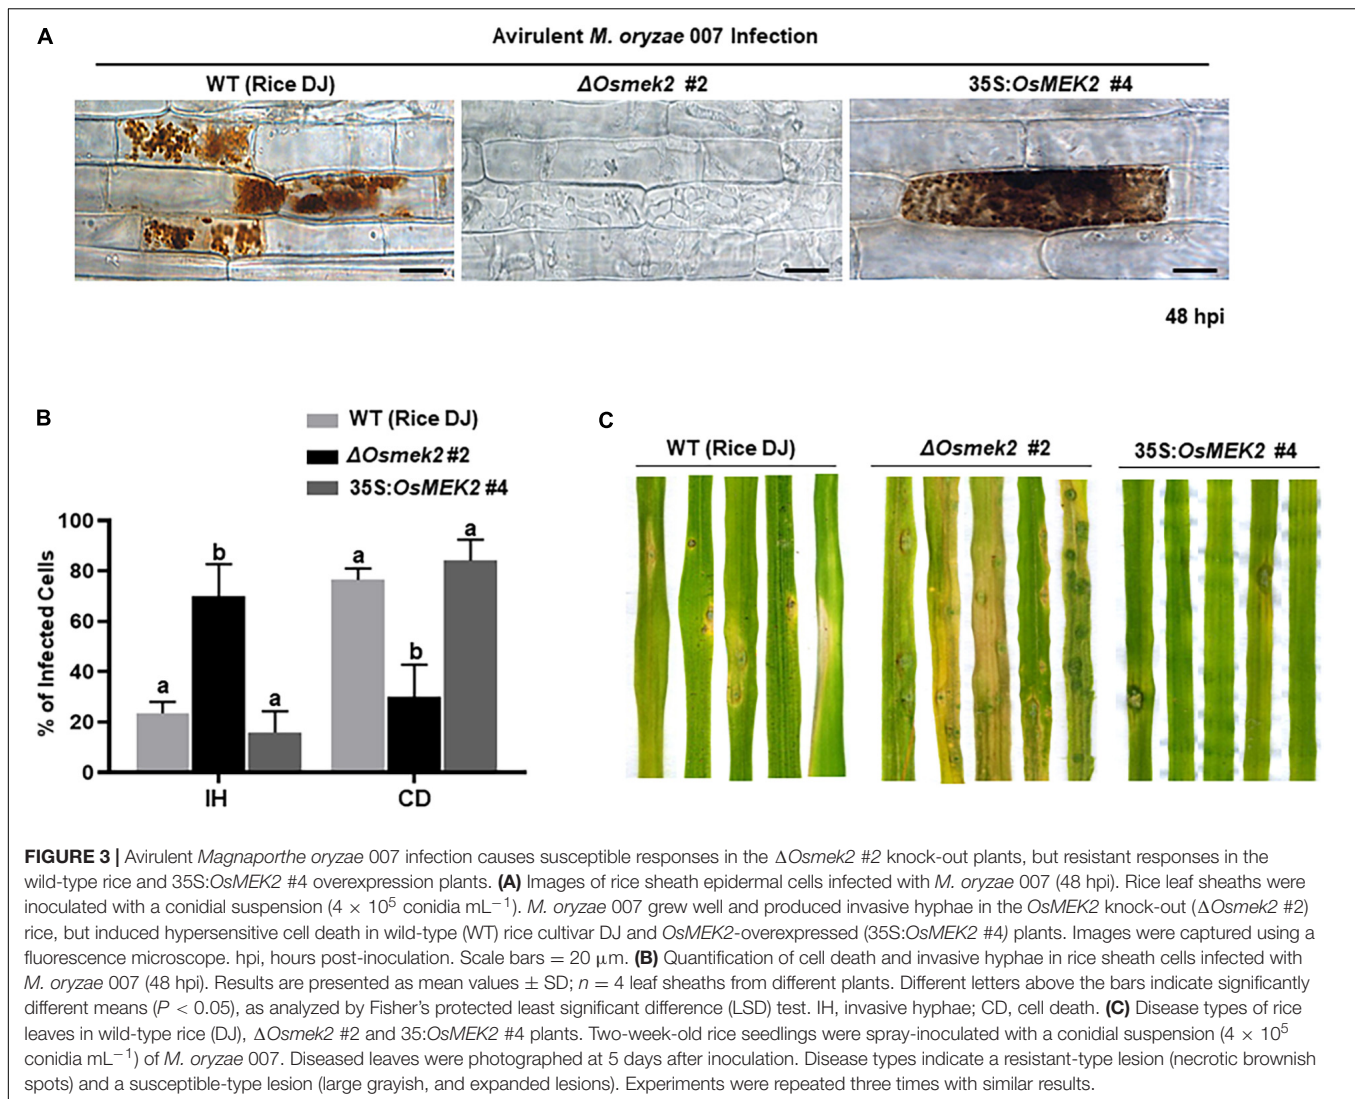 A
Avirulent M. oryzae 007 Infection
WT (Rice DJ)
ΔOsmek2 #2
35S:OsMEK2 #4
48 hpi
B
WT (Rice DJ)
ΔOsmek2 #2
35S:OsMEK2 #4
% of Infected Cells
100
80
60
40
20
0
a
b
a
a
b
a
IH
CD
C
WT (Rice DJ)
ΔOsmek2 #2
35S:OsMEK2 #4
FIGURE 3 | Avirulent Magnaporthe oryzae 007 infection causes susceptible responses in the ΔOsmek2 #2 knock-out plants, but resistant responses in the
wild-type rice and 35S:OsMEK2 #4 overexpression plants. (A) Images of rice sheath epidermal cells infected with M. oryzae 007 (48 hpi). Rice leaf sheaths were
inoculated with a conidial suspension (4 × 10⁵ conidia mL⁻¹). M. oryzae 007 grew well and produced invasive hyphae in the OsMEK2 knock-out (ΔOsmek2 #2)
rice, but induced hypersensitive cell death in wild-type (WT) rice cultivar DJ and OsMEK2-overexpressed (35S:OsMEK2 #4) plants. Images were captured using a
fluorescence microscope. hpi, hours post-inoculation. Scale bars = 20 μm. (B) Quantification of cell death and invasive hyphae in rice sheath cells infected with
M. oryzae 007 (48 hpi). Results are presented as mean values ± SD; n = 4 leaf sheaths from different plants. Different letters above the bars indicate significantly
different means (P < 0.05), as analyzed by Fisher's protected least significant difference (LSD) test. IH, invasive hyphae; CD, cell death. (C) Disease types of rice
leaves in wild-type rice (DJ), ΔOsmek2 #2 and 35:OsMEK2 #4 plants. Two-week-old rice seedlings were spray-inoculated with a conidial suspension (4 × 10⁵
conidia mL⁻¹) of M. oryzae 007. Diseased leaves were photographed at 5 days after inoculation. Disease types indicate a resistant-type lesion (necrotic brownish
spots) and a susceptible-type lesion (large grayish, and expanded lesions). Experiments were repeated three times with similar results.